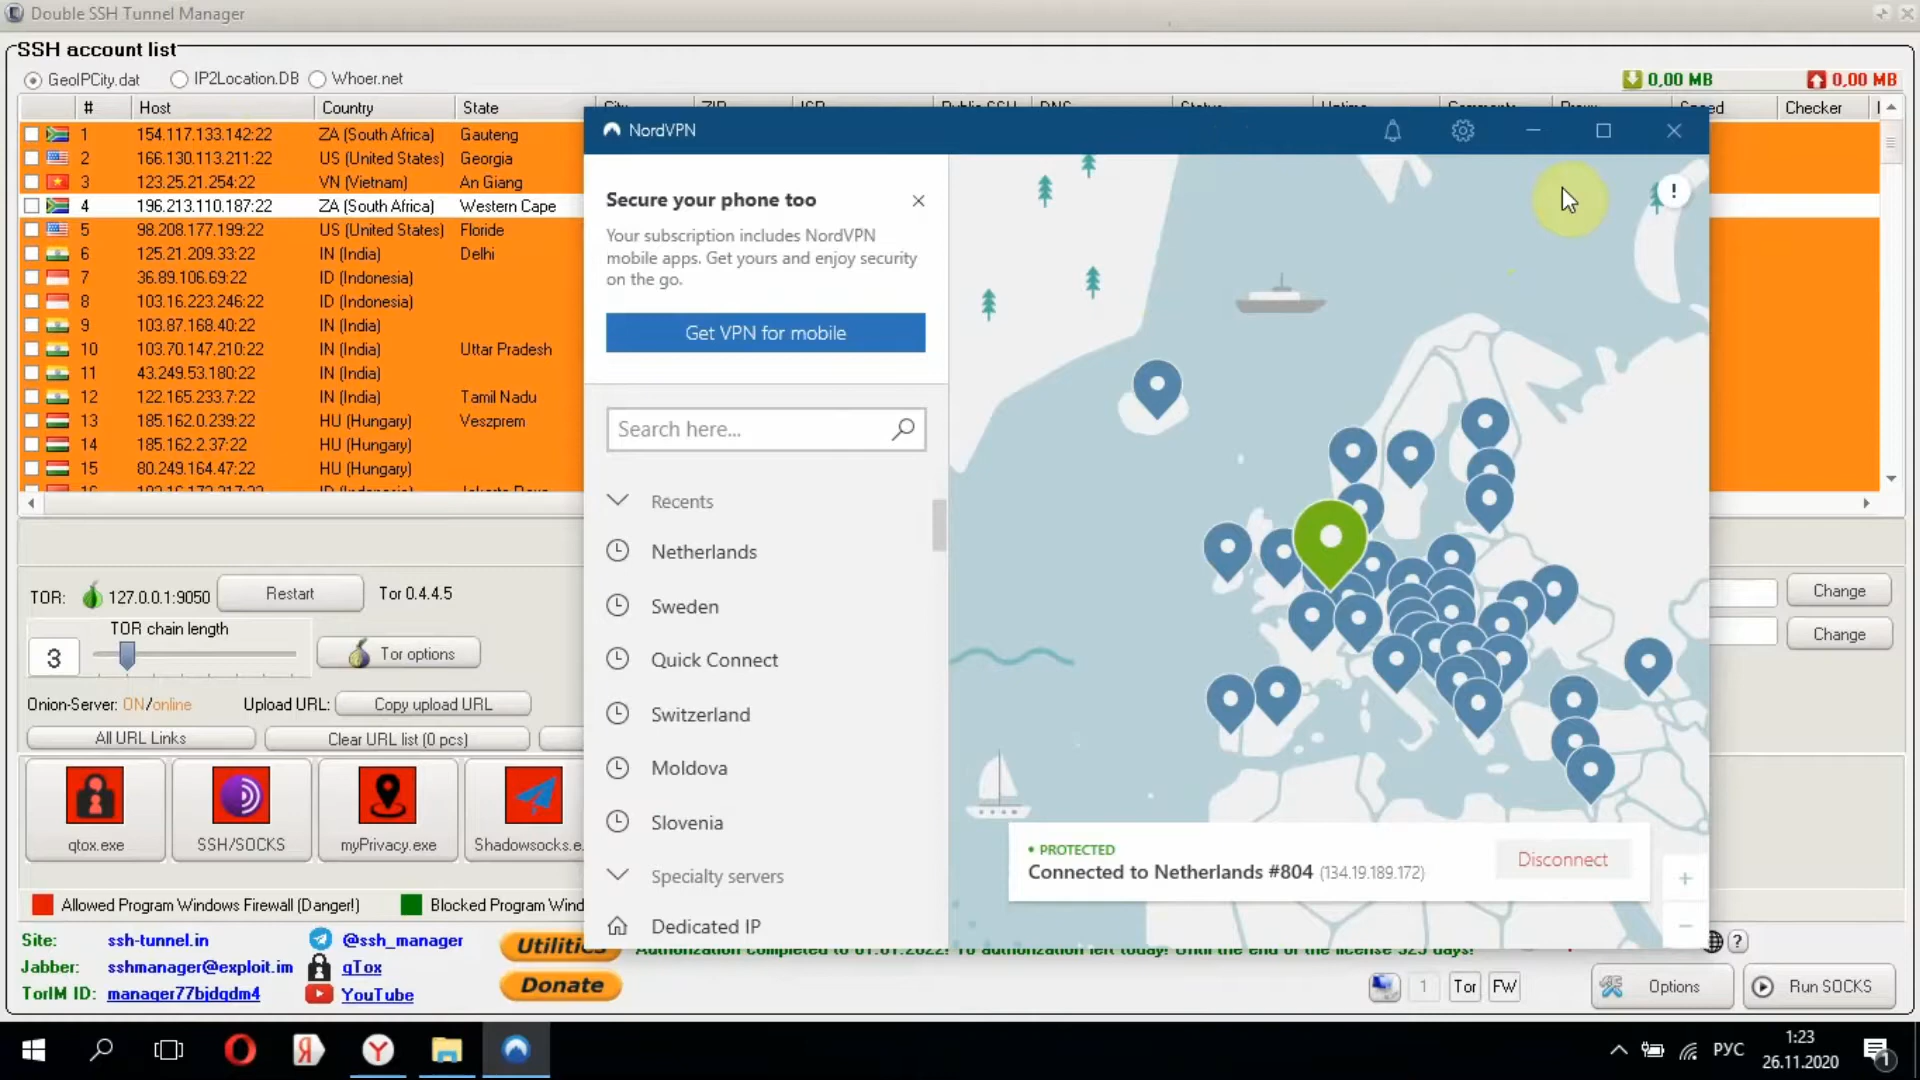 Double SSH Tunnel Manager
SSH account list
GeoIPCity.dat IP2Location.DB Whoer.net
0,00 MB 0,00 MB
# Host Country State
Checker
1 154.117.133.142:22 ZA (South Africa) Gauteng
2 166.130.113.211:22 US (United States) Georgia
3 123.25.21.254:22 VN (Vietnam) An Giang
4 196.213.110.187:22 ZA (South Africa) Western Cape
5 98.208.177.199:22 US (United States) Floride
6 125.21.209.33:22 IN (India) Delhi
7 36.89.106.69:22 ID (Indonesia)
8 103.16.223.246:22 ID (Indonesia)
9 103.87.168.40:22 IN (India)
10 103.70.147.210:22 IN (India) Uttar Pradesh
11 43.249.53.180:22 IN (India)
12 122.165.233.7:22 IN (India) Tamil Nadu
13 185.162.0.239:22 HU (Hungary) Veszprem
14 185.162.2.37:22 HU (Hungary)
15 80.249.164.47:22 HU (Hungary)
NordVPN
Secure your phone too
Your subscription includes NordVPN
mobile apps. Get yours and enjoy security
on the go.
Get VPN for mobile
Search here...
Recents
Netherlands
Sweden
Quick Connect
Switzerland
Moldova
Slovenia
Specialty servers
Dedicated IP
!
PROTECTED
Connected to Netherlands #804 (134.19.189.172)
Disconnect
+
−
TOR: 127.0.0.1:9050 Restart Tor 0.4.4.5
TOR chain length
3 Tor options
Onion-Server: ON/online Upload URL: Copy upload URL
All URL Links Clear URL list (0 pcs)
Change
Change
qtox.exe SSH/SOCKS myPrivacy.exe Shadowsocks.e
Allowed Program Windows Firewall (Danger!) Blocked Program Wind
Site: ssh-tunnel.in @ssh_manager
Jabber: sshmanager@exploit.im qTox
TorIM ID: manager77bjdgdm4 YouTube
Utilities
Donate
Authorization completed to 01.01.2022!
?
1 Tor FW
Options Run SOCKS
РУС
1:23
26.11.2020
1